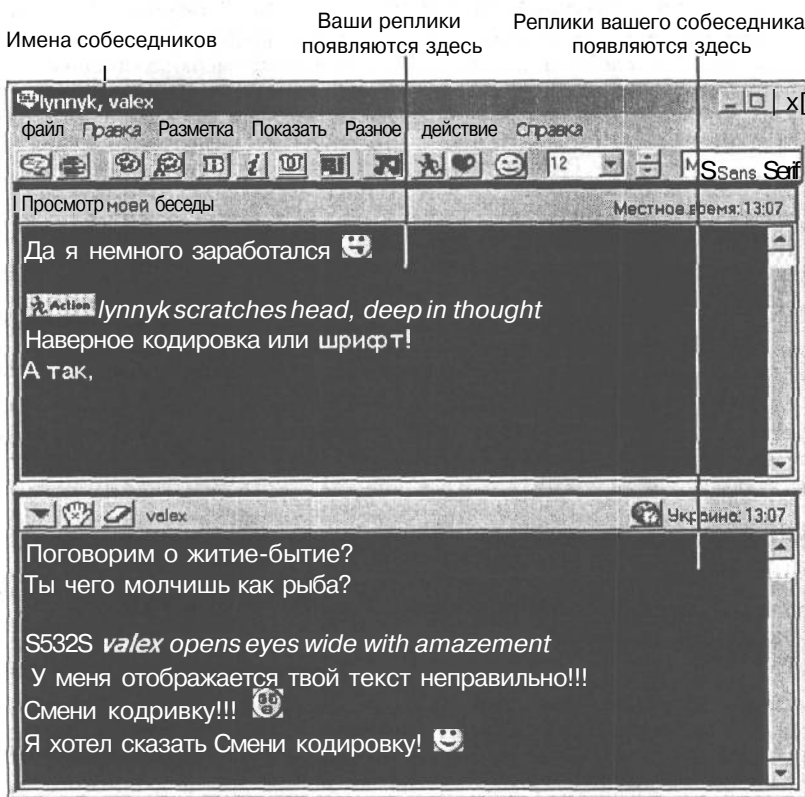 Имена собеседников
Ваши реплики
появляются здесь
Реплики вашего собеседника
появляются здесь
lynnyk, valex
файл Правка Разметка Показать Разное действие Справка
B i 12 MS Sans Serif
Просмотр моей беседы Местное время: 13:07
Да я немного заработался
Action lynnyk scratches head, deep in thought
Наверное кодировка или шрифт!
А так,
valex Украина: 13:07
Поговорим о житие-бытие?
Ты чего молчишь как рыба?
S532S valex opens eyes wide with amazement
У меня отображается твой текст неправильно!!!
Смени кодривку!!!
Я хотел сказать Смени кодировку!